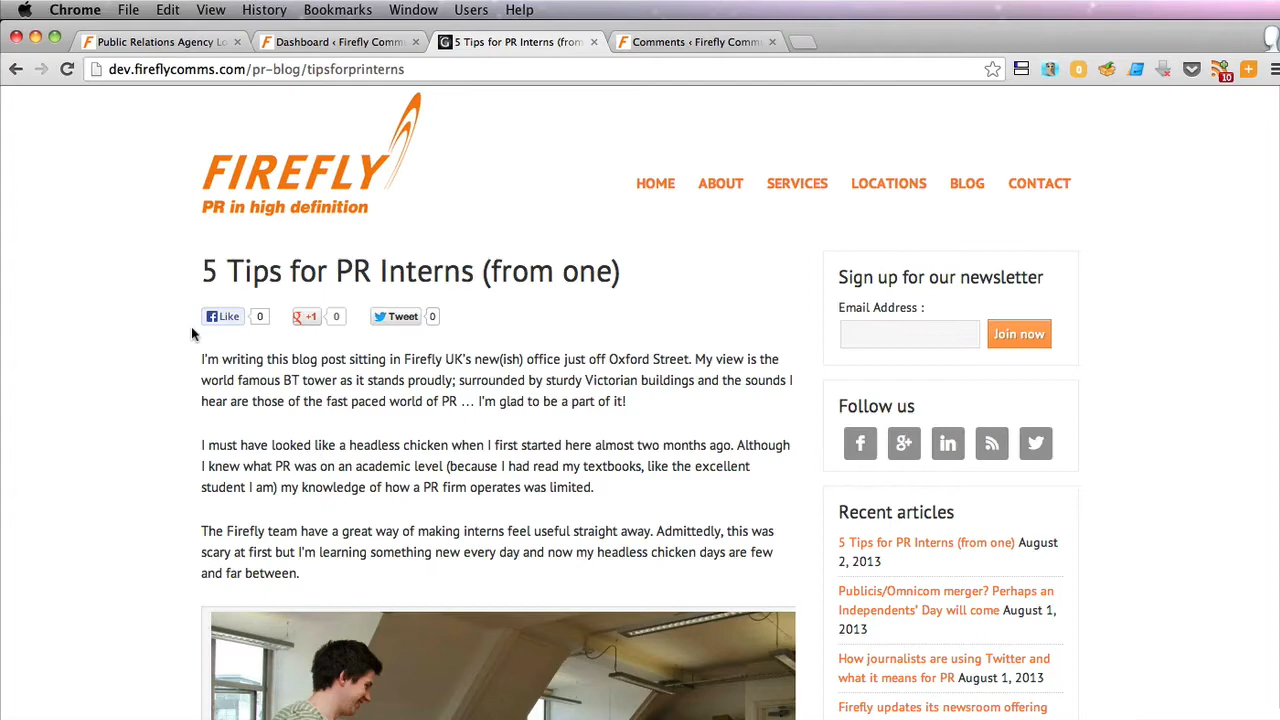 Chrome File Edit View History Bookmarks Window Users Help
Public Relations Agency Lo
Dashboard ‹ Firefly Comm
5 Tips for PR Interns (from
Comments ‹ Firefly Comm
dev.fireflycomms.com/pr-blog/tipsforprinterns
0
10
FIREFLY
PR in high definition
HOME ABOUT SERVICES LOCATIONS BLOG CONTACT
5 Tips for PR Interns (from one)
Like 0 +1 0 Tweet 0
I'm writing this blog post sitting in Firefly UK's new(ish) office just off Oxford Street. My view is the
world famous BT tower as it stands proudly; surrounded by sturdy Victorian buildings and the sounds I
hear are those of the fast paced world of PR … I'm glad to be a part of it!
I must have looked like a headless chicken when I first started here almost two months ago. Although
I knew what PR was on an academic level (because I had read my textbooks, like the excellent
student I am) my knowledge of how a PR firm operates was limited.
The Firefly team have a great way of making interns feel useful straight away. Admittedly, this was
scary at first but I'm learning something new every day and now my headless chicken days are few
and far between.
Sign up for our newsletter
Email Address :
Join now
Follow us
Recent articles
5 Tips for PR Interns (from one) August
2, 2013
Publicis/Omnicom merger? Perhaps an
Independents' Day will come August 1,
2013
How journalists are using Twitter and
what it means for PR August 1, 2013
Firefly updates its newsroom offering